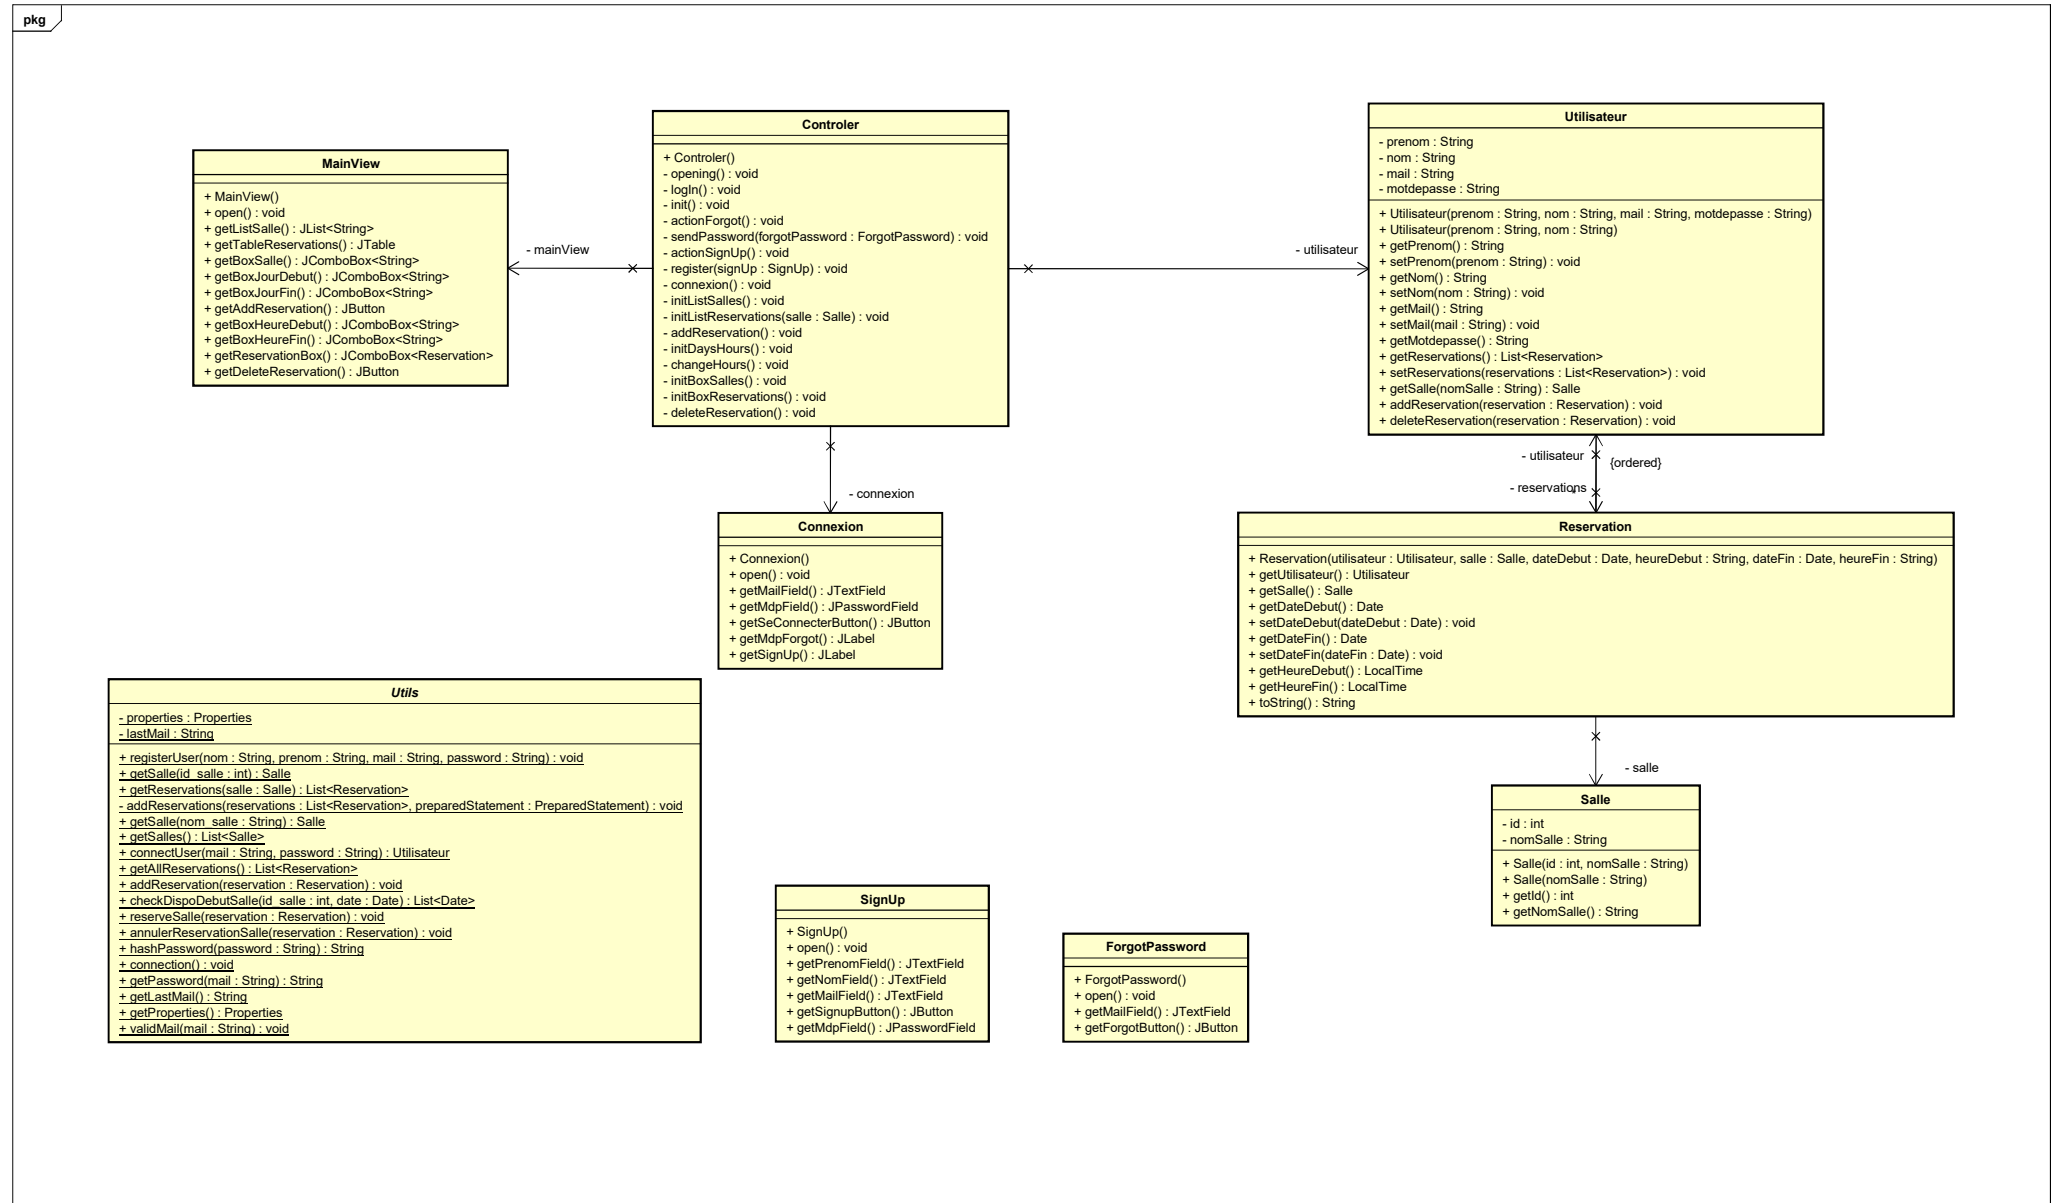 pkg
MainView
+ MainView()
+ open() : void
+ getListSalle() : JList<String>
+ getTableReservations() : JTable
+ getBoxSalle() : JComboBox<String>
+ getBoxJourDebut() : JComboBox<String>
+ getBoxJourFin() : JComboBox<String>
+ getAddReservation() : JButton
+ getBoxHeureDebut() : JComboBox<String>
+ getBoxHeureFin() : JComboBox<String>
+ getReservationBox() : JComboBox<Reservation>
+ getDeleteReservation() : JButton
- mainView
Controler
+ Controler()
- opening() : void
- logIn() : void
- init() : void
- actionForgot() : void
- sendPassword(forgotPassword : ForgotPassword) : void
- actionSignUp() : void
- register(signUp : SignUp) : void
- connexion() : void
- initListSalles() : void
- initListReservations(salle : Salle) : void
- addReservation() : void
- initDaysHours() : void
- changeHours() : void
- initBoxSalles() : void
- initBoxReservations() : void
- deleteReservation() : void
- utilisateur
Utilisateur
- prenom : String
- nom : String
- mail : String
- motdepasse : String
+ Utilisateur(prenom : String, nom : String, mail : String, motdepasse : String)
+ Utilisateur(prenom : String, nom : String)
+ getPrenom() : String
+ setPrenom(prenom : String) : void
+ getNom() : String
+ setNom(nom : String) : void
+ getMail() : String
+ setMail(mail : String) : void
+ getMotdepasse() : String
+ getReservations() : List<Reservation>
+ setReservations(reservations : List<Reservation>) : void
+ getSalle(nomSalle : String) : Salle
+ addReservation(reservation : Reservation) : void
+ deleteReservation(reservation : Reservation) : void
- utilisateur
{ordered}
- reservations
*
- connexion
Connexion
+ Connexion()
+ open() : void
+ getMailField() : JTextField
+ getMdpField() : JPasswordField
+ getSeConnecterButton() : JButton
+ getMdpForgot() : JLabel
+ getSignUp() : JLabel
Reservation
+ Reservation(utilisateur : Utilisateur, salle : Salle, dateDebut : Date, heureDebut : String, dateFin : Date, heureFin : String)
+ getUtilisateur() : Utilisateur
+ getSalle() : Salle
+ getDateDebut() : Date
+ setDateDebut(dateDebut : Date) : void
+ getDateFin() : Date
+ setDateFin(dateFin : Date) : void
+ getHeureDebut() : LocalTime
+ getHeureFin() : LocalTime
+ toString() : String
- salle
Utils
- properties : Properties
- lastMail : String
+ registerUser(nom : String, prenom : String, mail : String, password : String) : void
+ getSalle(id_salle : int) : Salle
+ getReservations(salle : Salle) : List<Reservation>
- addReservations(reservations : List<Reservation>, preparedStatement : PreparedStatement) : void
+ getSalle(nom_salle : String) : Salle
+ getSalles() : List<Salle>
+ connectUser(mail : String, password : String) : Utilisateur
+ getAllReservations() : List<Reservation>
+ addReservation(reservation : Reservation) : void
+ checkDispoDebutSalle(id_salle : int, date : Date) : List<Date>
+ reserveSalle(reservation : Reservation) : void
+ annulerReservationSalle(reservation : Reservation) : void
+ hashPassword(password : String) : String
+ connection() : void
+ getPassword(mail : String) : String
+ getLastMail() : String
+ getProperties() : Properties
+ validMail(mail : String) : void
Salle
- id : int
- nomSalle : String
+ Salle(id : int, nomSalle : String)
+ Salle(nomSalle : String)
+ getId() : int
+ getNomSalle() : String
SignUp
+ SignUp()
+ open() : void
+ getPrenomField() : JTextField
+ getNomField() : JTextField
+ getMailField() : JTextField
+ getSignupButton() : JButton
+ getMdpField() : JPasswordField
ForgotPassword
+ ForgotPassword()
+ open() : void
+ getMailField() : JTextField
+ getForgotButton() : JButton